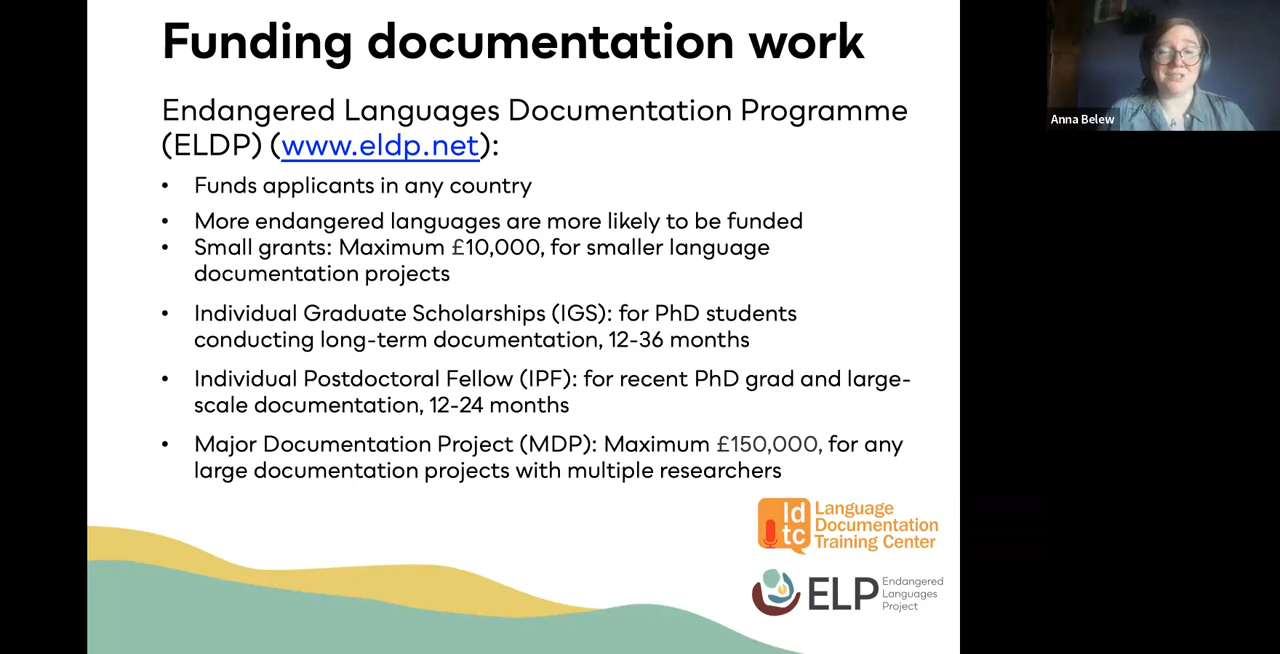 Funding documentation work
Endangered Languages Documentation Programme
(ELDP) (www.eldp.net):
• Funds applicants in any country
• More endangered languages are more likely to be funded
• Small grants: Maximum £10,000, for smaller language
documentation projects
• Individual Graduate Scholarships (IGS): for PhD students
conducting long-term documentation, 12-36 months
• Individual Postdoctoral Fellow (IPF): for recent PhD grad and large-
scale documentation, 12-24 months
• Major Documentation Project (MDP): Maximum £150,000, for any
large documentation projects with multiple researchers
ld
tc
Language
Documentation
Training Center
ELP
Endangered
Languages
Project
Anna Belew